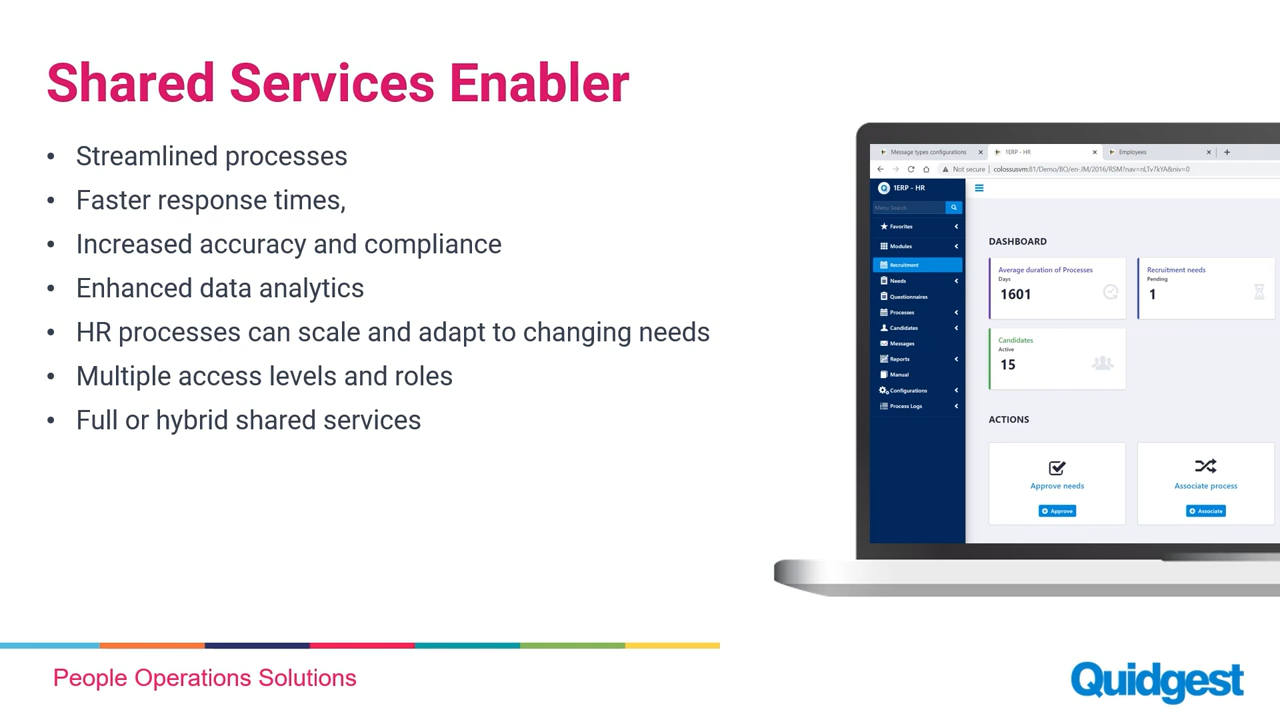 Shared Services Enabler
• Streamlined processes
• Faster response times,
• Increased accuracy and compliance
• Enhanced data analytics
• HR processes can scale and adapt to changing needs
• Multiple access levels and roles
• Full or hybrid shared services
Message types configurations
1ERP - HR
Employees
Not secure
1ERP - HR
Menu Search
Favorites
Modules
Recruitment
Needs
Questionnaires
Processes
Candidates
Messages
Reports
Manual
Configurations
Process Logs
DASHBOARD
Average duration of Processes
Days
1601
Recruitment needs
Pending
1
Candidates
Active
15
ACTIONS
Approve needs
Approve
Associate process
Associate
People Operations Solutions
Quidgest